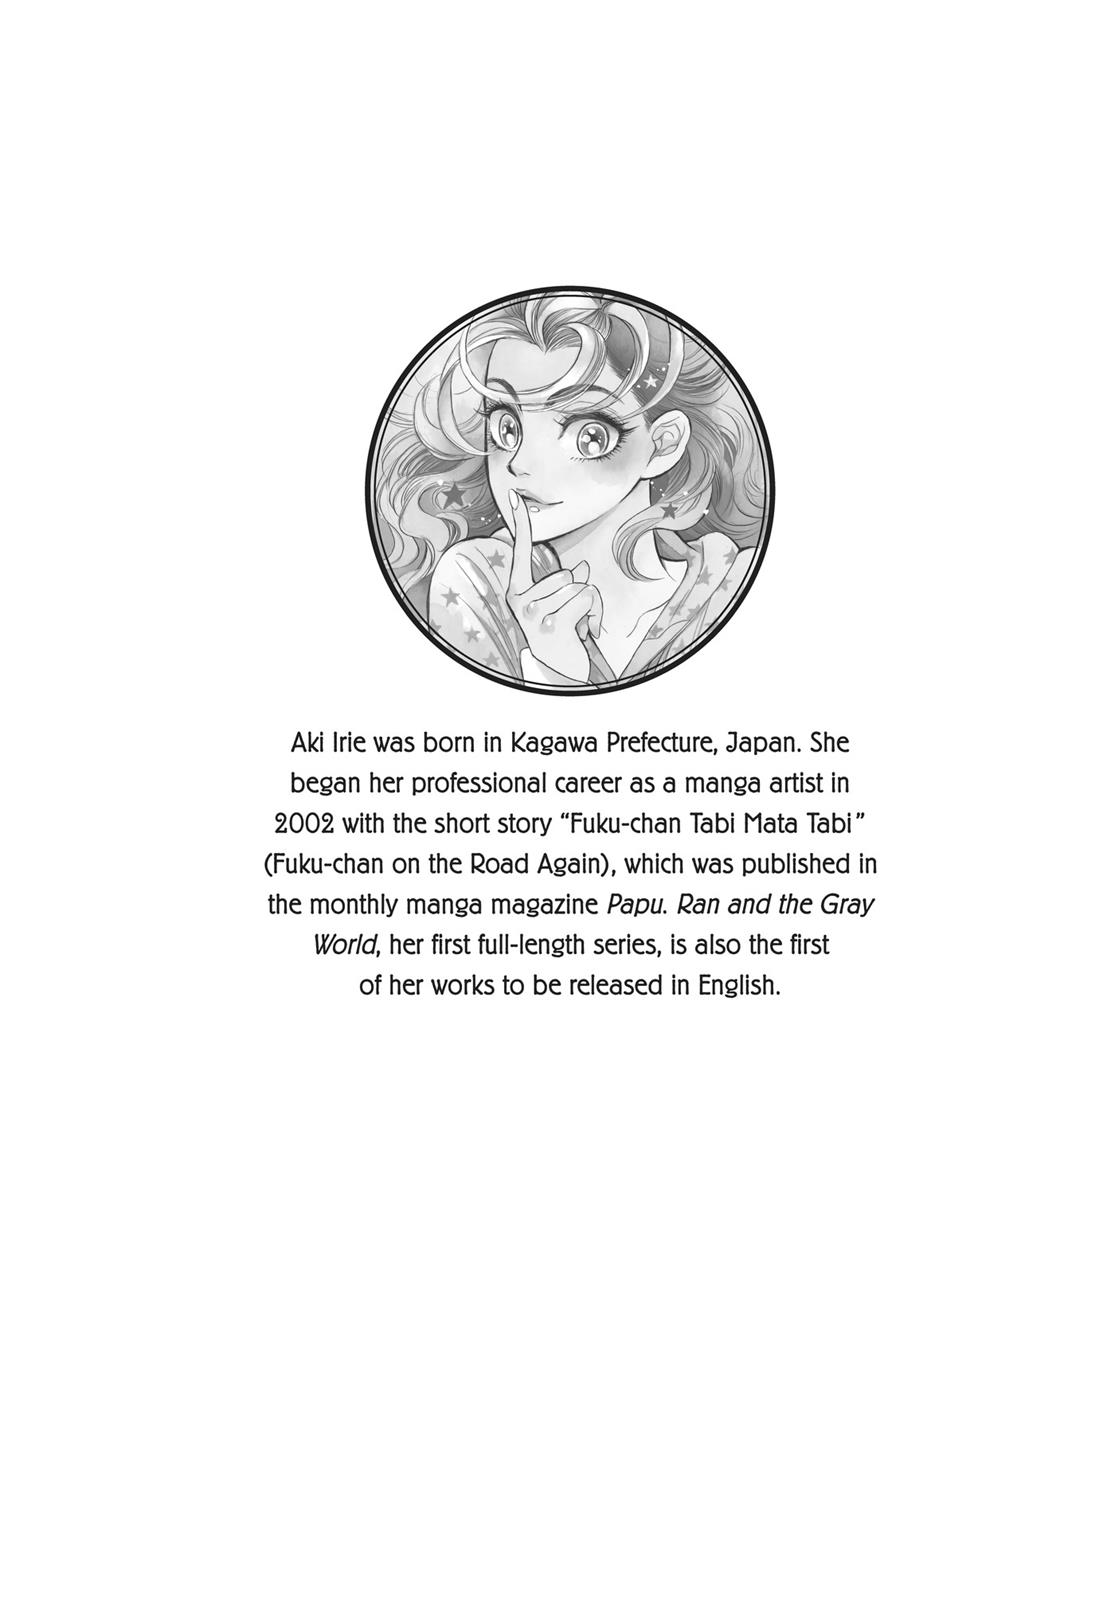 Aki Irie was born in Kagawa Prefecture, Japan. She
began her professional career as a manga artist in
2002 with the short story “Fuku-chan Tabi Mata Tabi”
(Fuku-chan on the Road Again), which was published in
the monthly manga magazine Papu. Ran and the Gray
World, her first full-length series, is also the first
of her works to be released in English.